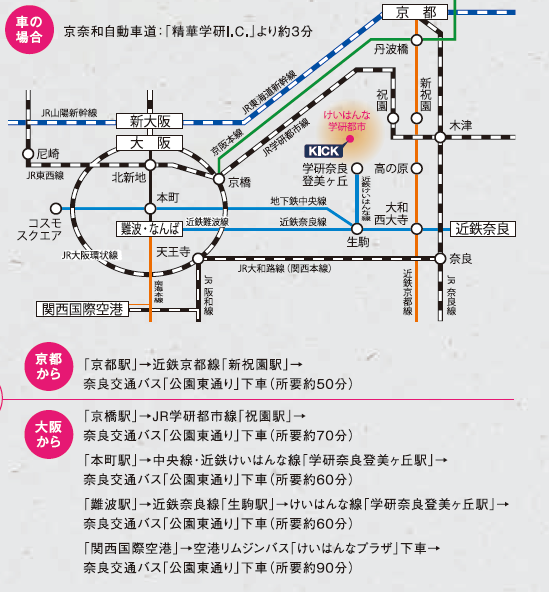 車の
場合
京奈和自動車道：「精華学研I.C.」より約3分
京都
丹波橋
JR東海道新幹線
JR山陽新幹線
新大阪
京阪本線
JR学研都市線
祝園
新祝園
けいはんな
学研都市
KICK
木津
大阪
尼崎
JR東西線
北新地
京橋
学研奈良
登美ヶ丘
高の原
近鉄けいはんな線
本町
地下鉄中央線
コスモ
スクエア
難波・なんば
近鉄難波線
近鉄奈良線
生駒
大和
西大寺
近鉄奈良
JR大阪環状線
天王寺
JR大和路線（関西本線）
奈良
南海本線
JR阪和線
近鉄京都線
JR奈良線
関西国際空港
京都
から
「京都駅」→近鉄京都線「新祝園駅」→
奈良交通バス「公園東通り」下車（所要約50分）
大阪
から
「京橋駅」→JR学研都市線「祝園駅」→
奈良交通バス「公園東通り」下車（所要約70分）
「本町駅」→中央線・近鉄けいはんな線「学研奈良登美ヶ丘駅」→
奈良交通バス「公園東通り」下車（所要約60分）
「難波駅」→近鉄奈良線「生駒駅」→けいはんな線「学研奈良登美ヶ丘駅」→
奈良交通バス「公園東通り」下車（所要約60分）
「関西国際空港」→空港リムジンバス「けいはんなプラザ」下車→
奈良交通バス「公園東通り」下車（所要約90分）